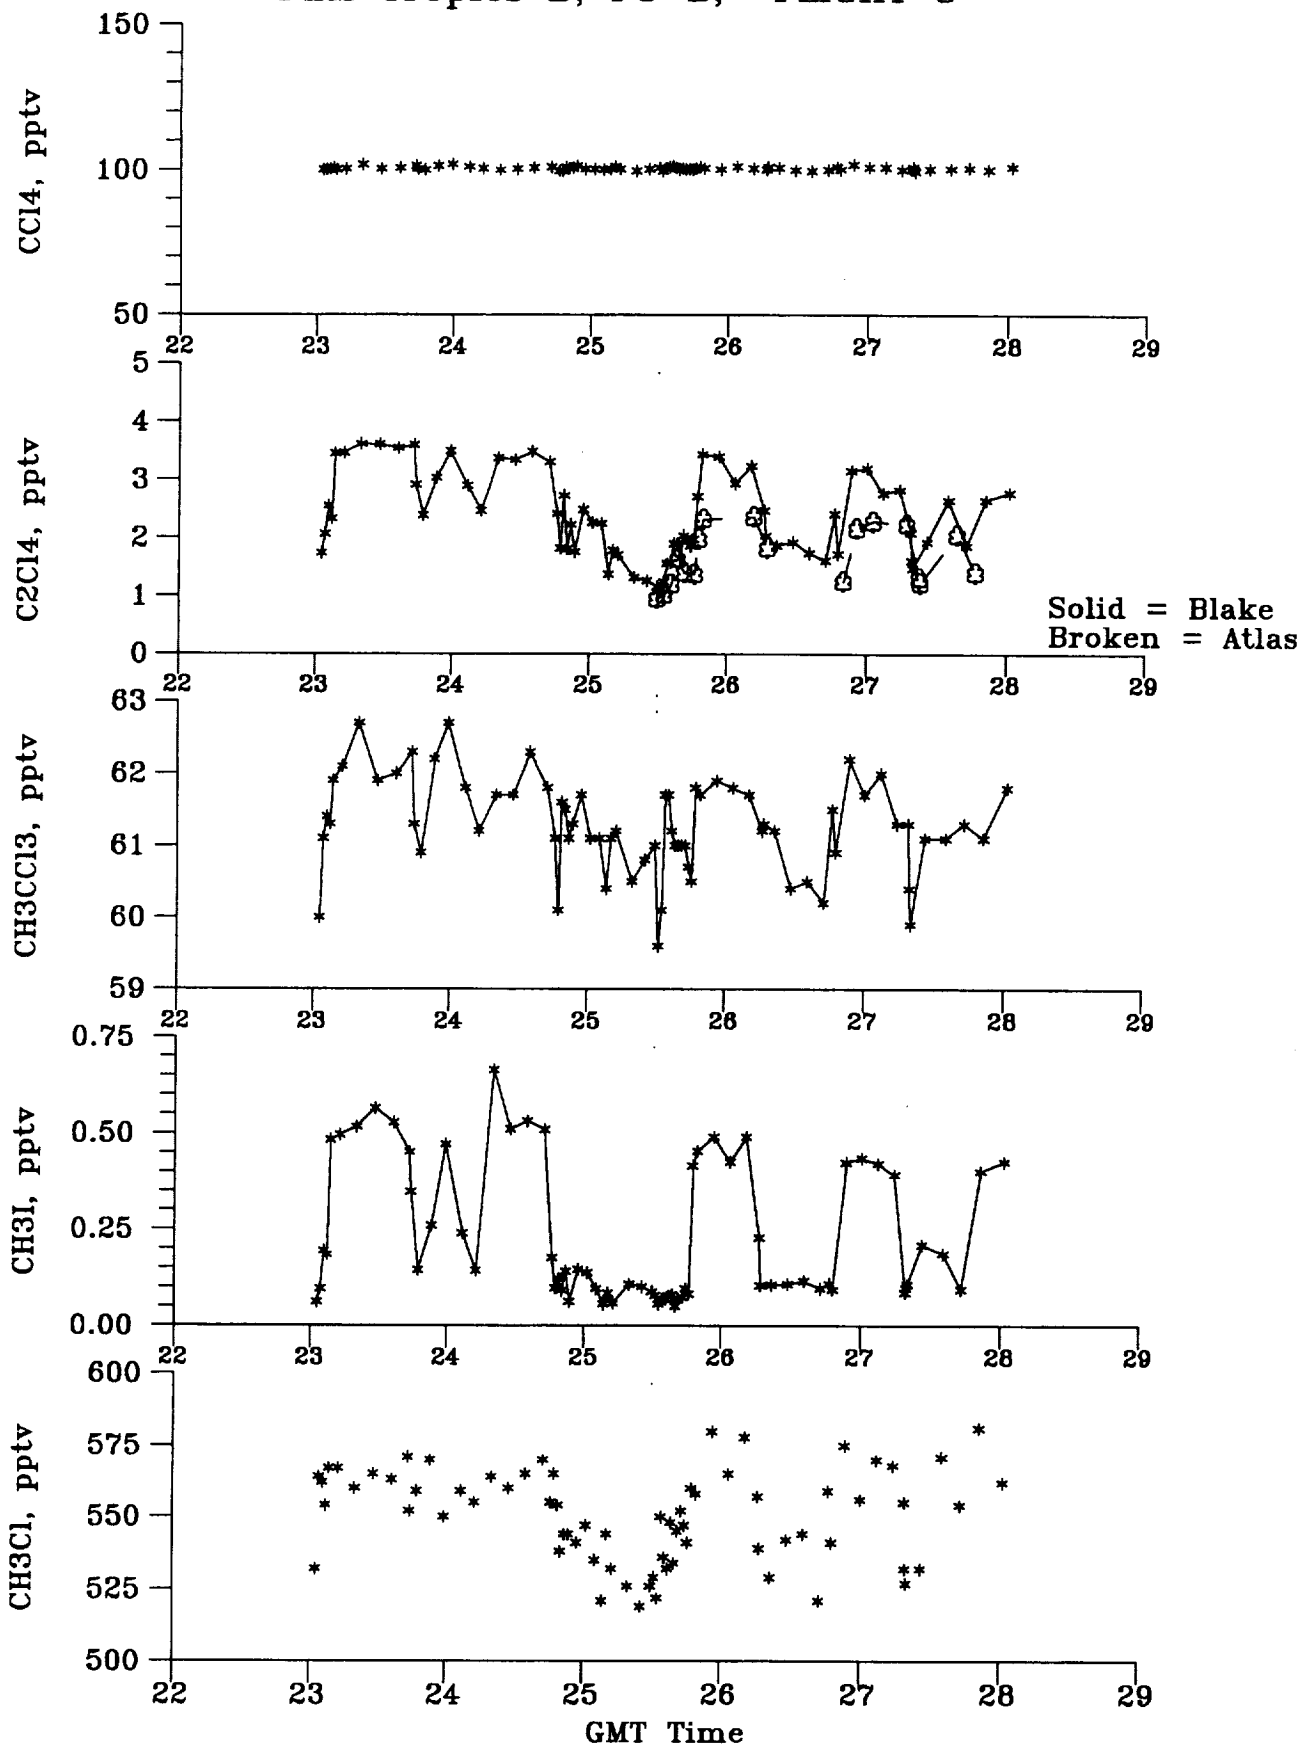 150
100
50
CCl4, pptv
22 23 24 25 26 27 28 29
5
4
3
2
1
0
C2Cl4, pptv
Solid = Blake
Broken = Atlas
22 23 24 25 26 27 28 29
63
62
61
60
59
CH3CCl3, pptv
22 23 24 25 26 27 28 29
0.75
0.50
0.25
0.00
CH3I, pptv
22 23 24 25 26 27 28 29
600
575
550
525
500
CH3Cl, pptv
22 23 24 25 26 27 28 29
GMT Time